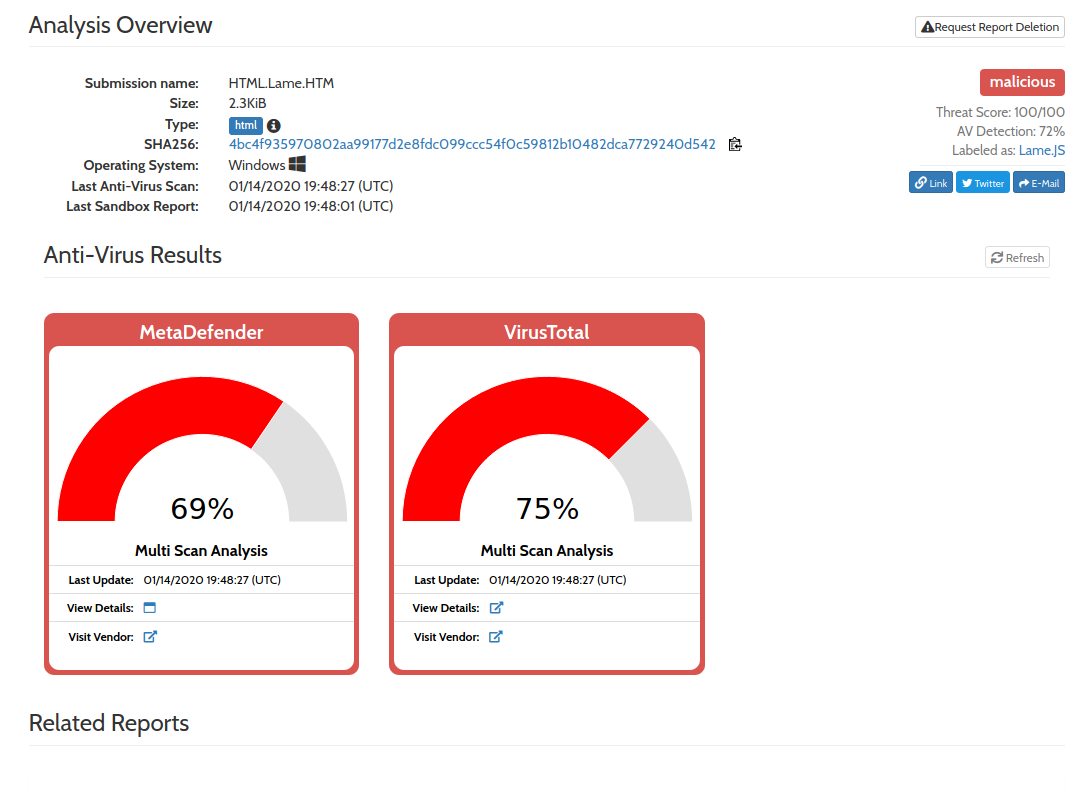 Analysis Overview
Request Report Deletion
Submission name: HTML.Lame.HTM
Size: 2.3KiB
Type: html
SHA256: 4bc4f935970802aa99177d2e8fdc099ccc54f0c59812b10482dca7729240d542
Operating System: Windows
Last Anti-Virus Scan: 01/14/2020 19:48:27 (UTC)
Last Sandbox Report: 01/14/2020 19:48:01 (UTC)
malicious
Threat Score: 100/100
AV Detection: 72%
Labeled as: Lame.JS
Link Twitter E-Mail
Anti-Virus Results
Refresh
MetaDefender
69%
Multi Scan Analysis
Last Update: 01/14/2020 19:48:27 (UTC)
View Details:
Visit Vendor:
VirusTotal
75%
Multi Scan Analysis
Last Update: 01/14/2020 19:48:27 (UTC)
View Details:
Visit Vendor:
Related Reports